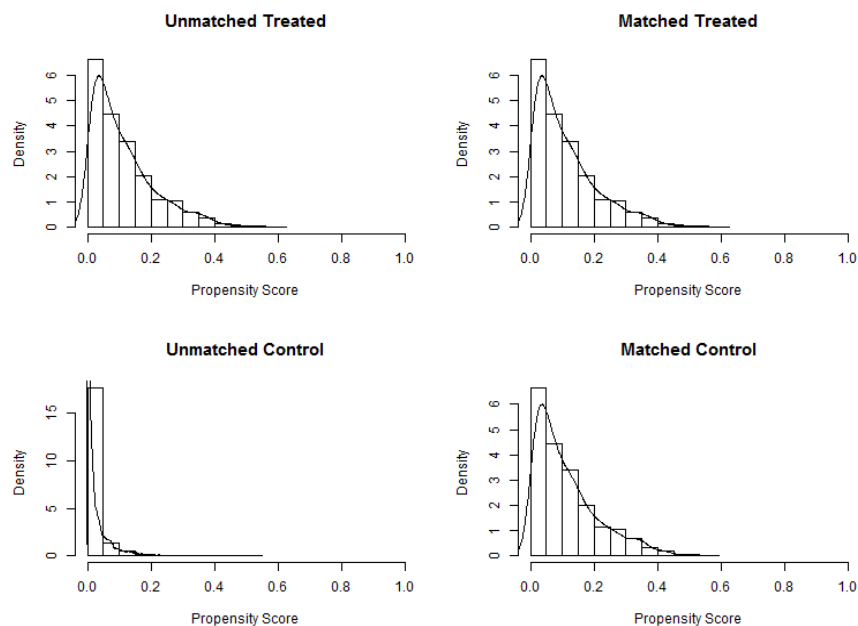 Unmatched Treated
Density
0 1 2 3 4 5 6
0.0 0.2 0.4 0.6 0.8 1.0
Propensity Score
Matched Treated
Density
0 1 2 3 4 5 6
0.0 0.2 0.4 0.6 0.8 1.0
Propensity Score
Unmatched Control
Density
0 5 10 15
0.0 0.2 0.4 0.6 0.8 1.0
Propensity Score
Matched Control
Density
0 1 2 3 4 5 6
0.0 0.2 0.4 0.6 0.8 1.0
Propensity Score